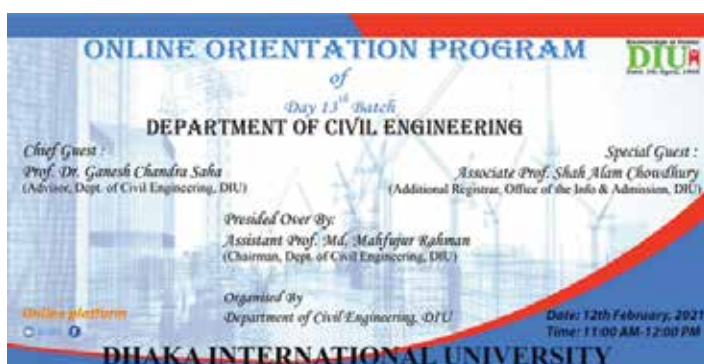 ONLINE ORIENTATION PROGRAM
DIU
of
Day 13th Batch
DEPARTMENT OF CIVIL ENGINEERING
Chief Guest :
Prof. Dr. Ganesh Chandra Saha
(Advisor, Dept. of Civil Engineering, DIU)
Special Guest :
Associate Prof. Shah Alam Chowdhury
(Additional Registrar, Office of the Info & Admission, DIU)
Presided Over By:
Assistant Prof. Md. Mahfujur Rahman
(Chairman, Dept. of Civil Engineering, DIU)
Organised By
Department of Civil Engineering, DIU
Online platform
Date: 12th February, 2021
Time: 11:00 AM-12:00 PM
DHAKA INTERNATIONAL UNIVERSITY